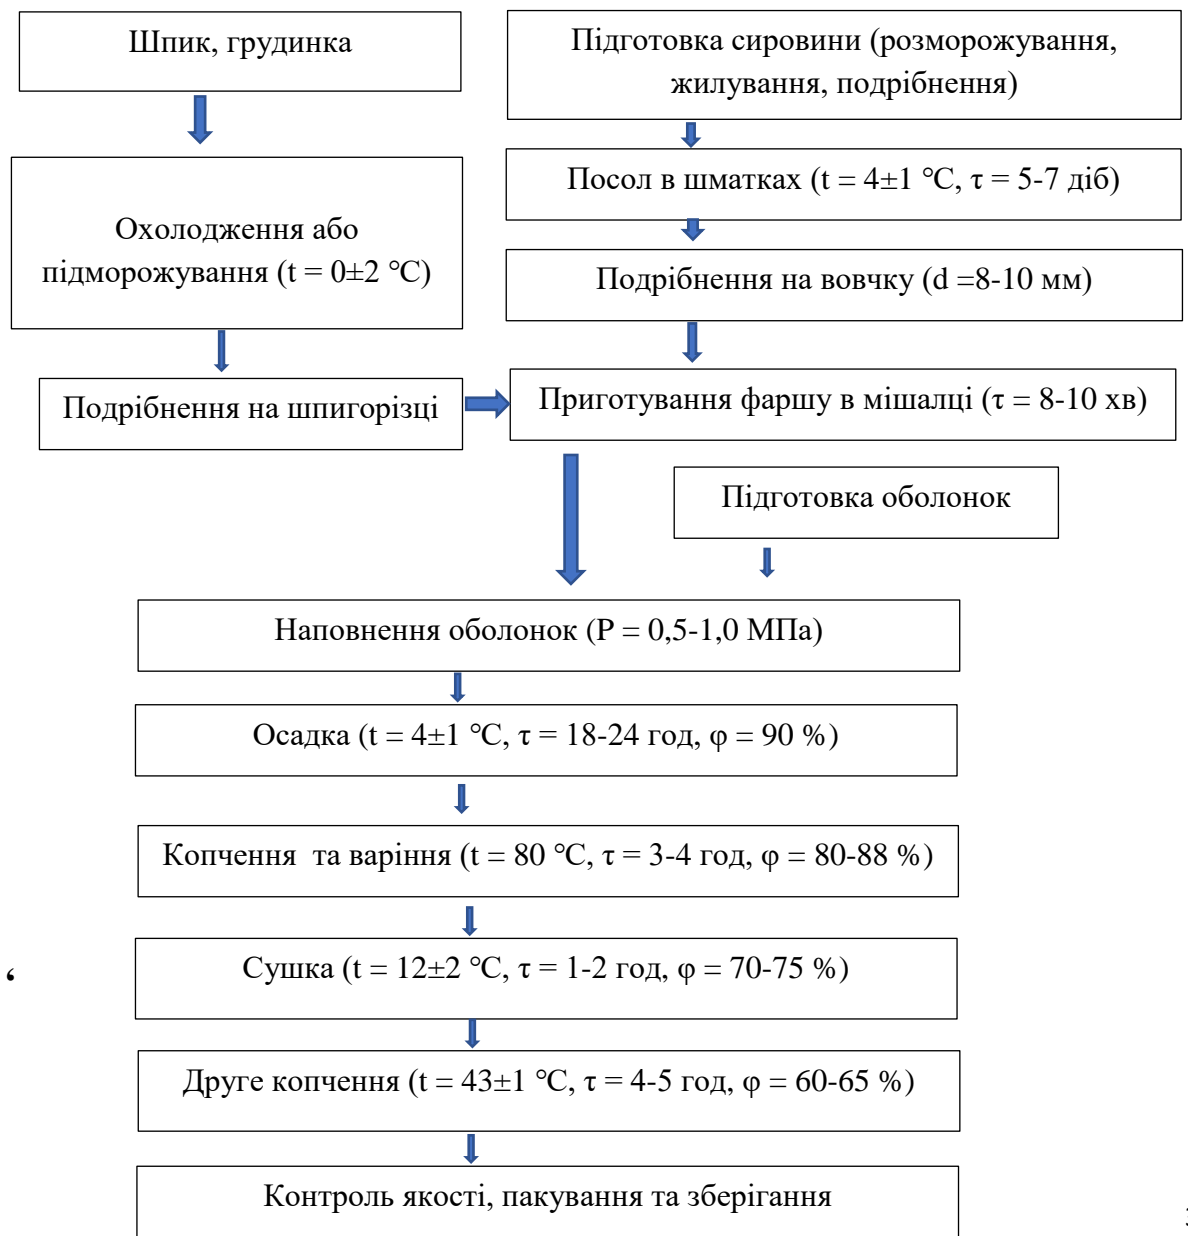 Шпик, грудинка
Підготовка сировини (розморожування,
жилування, подрібнення)
Посол в шматках (t = 4±1 °С, τ = 5-7 діб)
Охолодження або
підморожування (t = 0±2 °С)
Подрібнення на вовчку (d =8-10 мм)
Подрібнення на шпигорізці
Приготування фаршу в мішалці (τ = 8-10 хв)
Підготовка оболонок
Наповнення оболонок (Р = 0,5-1,0 МПа)
Осадка (t = 4±1 °С, τ = 18-24 год, φ = 90 %)
Копчення та варіння (t = 80 °С, τ = 3-4 год, φ = 80-88 %)
‘
Сушка (t = 12±2 °С, τ = 1-2 год, φ = 70-75 %)
Друге копчення (t = 43±1 °С, τ = 4-5 год, φ = 60-65 %)
Контроль якості, пакування та зберігання